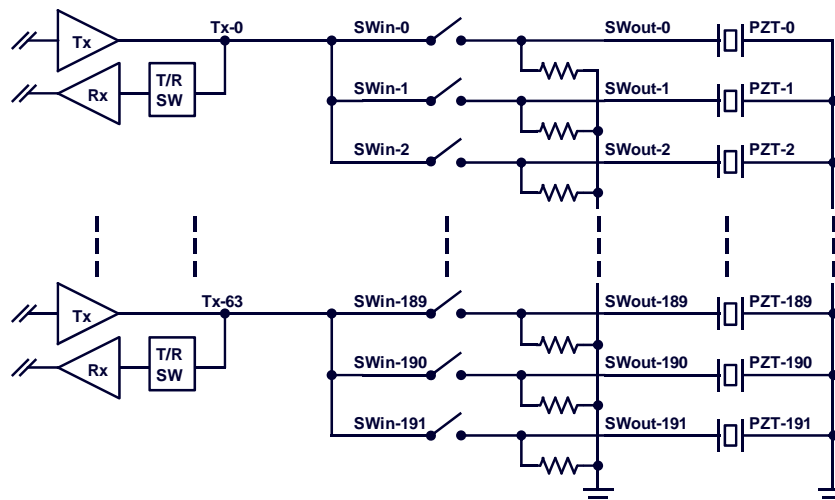 Tx
Tx-0
SWin-0
SWout-0
PZT-0
Rx
T/R
SW
SWin-1
SWout-1
PZT-1
SWin-2
SWout-2
PZT-2
Tx
Tx-63
SWin-189
SWout-189
PZT-189
Rx
T/R
SW
SWin-190
SWout-190
PZT-190
SWin-191
SWout-191
PZT-191